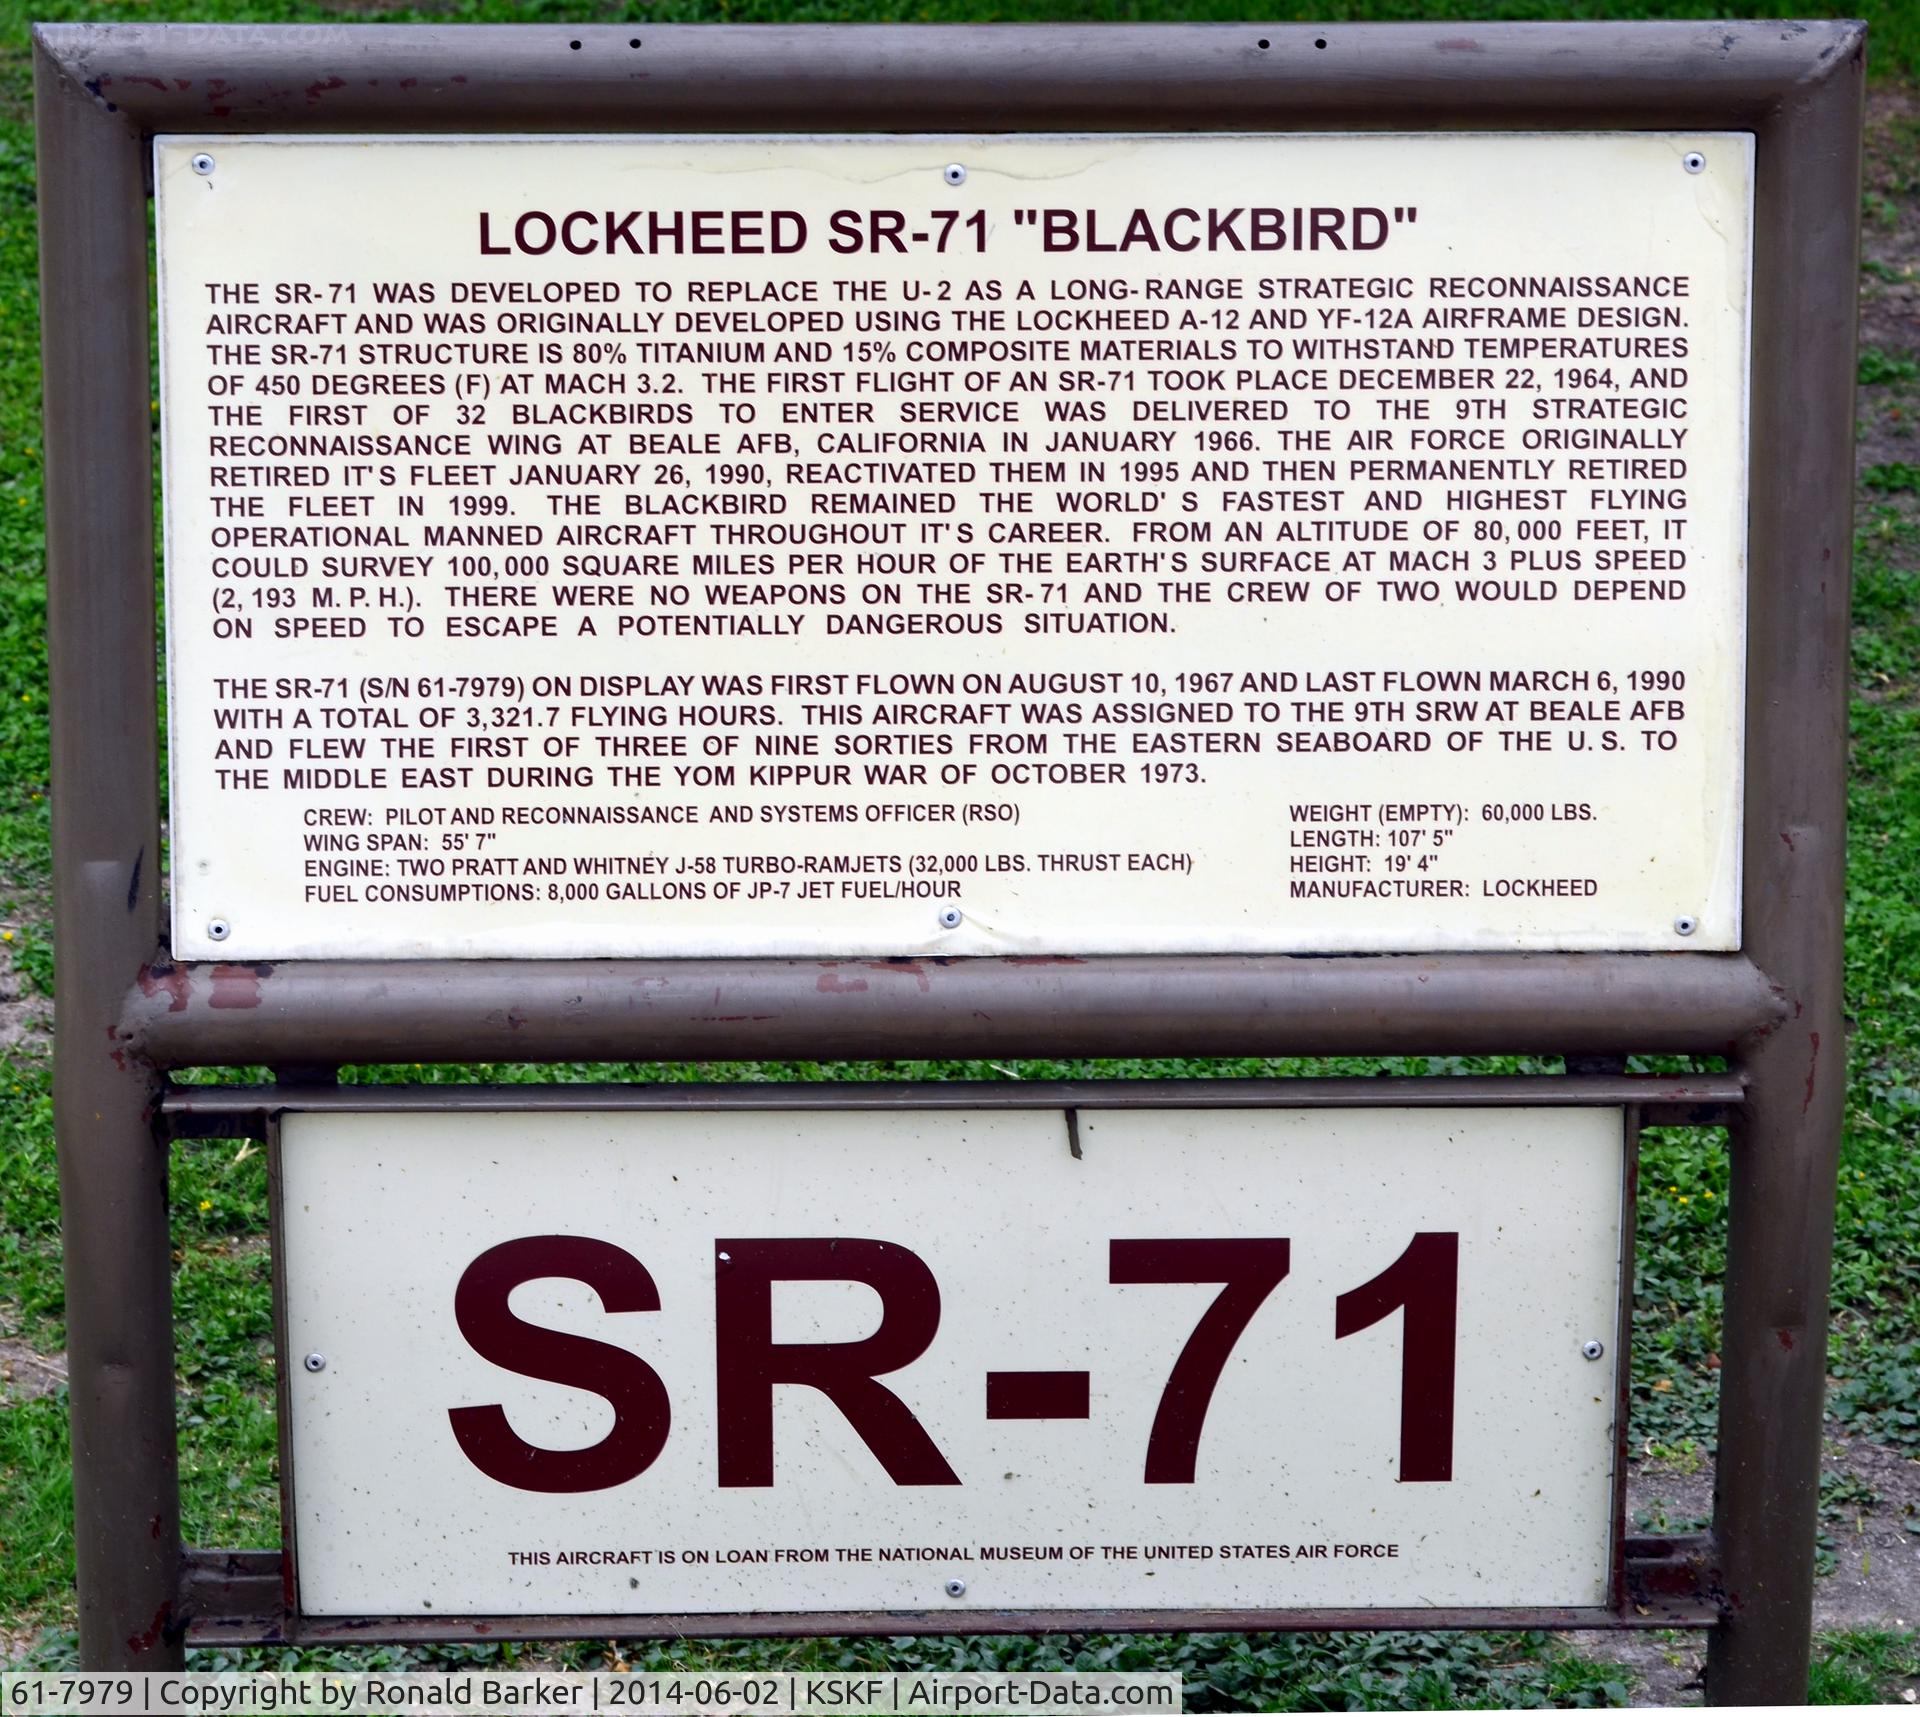 AIRPORT-DATA.COM
LOCKHEED SR-71 "BLACKBIRD"
THE SR-71 WAS DEVELOPED TO REPLACE THE U-2 AS A LONG-RANGE STRATEGIC RECONNAISSANCE
AIRCRAFT AND WAS ORIGINALLY DEVELOPED USING THE LOCKHEED A-12 AND YF-12A AIRFRAME DESIGN.
THE SR-71 STRUCTURE IS 80% TITANIUM AND 15% COMPOSITE MATERIALS TO WITHSTAND TEMPERATURES
OF 450 DEGREES (F) AT MACH 3.2. THE FIRST FLIGHT OF AN SR-71 TOOK PLACE DECEMBER 22, 1964, AND
THE FIRST OF 32 BLACKBIRDS TO ENTER SERVICE WAS DELIVERED TO THE 9TH STRATEGIC
RECONNAISSANCE WING AT BEALE AFB, CALIFORNIA IN JANUARY 1966. THE AIR FORCE ORIGINALLY
RETIRED IT'S FLEET JANUARY 26, 1990, REACTIVATED THEM IN 1995 AND THEN PERMANENTLY RETIRED
THE FLEET IN 1999. THE BLACKBIRD REMAINED THE WORLD' S FASTEST AND HIGHEST FLYING
OPERATIONAL MANNED AIRCRAFT THROUGHOUT IT'S CAREER. FROM AN ALTITUDE OF 80,000 FEET, IT
COULD SURVEY 100,000 SQUARE MILES PER HOUR OF THE EARTH'S SURFACE AT MACH 3 PLUS SPEED
(2, 193 M. P. H.). THERE WERE NO WEAPONS ON THE SR-71 AND THE CREW OF TWO WOULD DEPEND
ON SPEED TO ESCAPE A POTENTIALLY DANGEROUS SITUATION.
THE SR-71 (S/N 61-7979) ON DISPLAY WAS FIRST FLOWN ON AUGUST 10, 1967 AND LAST FLOWN MARCH 6, 1990
WITH A TOTAL OF 3,321.7 FLYING HOURS. THIS AIRCRAFT WAS ASSIGNED TO THE 9TH SRW AT BEALE AFB
AND FLEW THE FIRST OF THREE OF NINE SORTIES FROM THE EASTERN SEABOARD OF THE U. S. TO
THE MIDDLE EAST DURING THE YOM KIPPUR WAR OF OCTOBER 1973.
CREW: PILOT AND RECONNAISSANCE AND SYSTEMS OFFICER (RSO)
WING SPAN: 55' 7"
ENGINE: TWO PRATT AND WHITNEY J-58 TURBO-RAMJETS (32,000 LBS. THRUST EACH)
FUEL CONSUMPTIONS: 8,000 GALLONS OF JP-7 JET FUEL/HOUR
WEIGHT (EMPTY): 60,000 LBS.
LENGTH: 107' 5"
HEIGHT: 19' 4"
MANUFACTURER: LOCKHEED
SR-71
THIS AIRCRAFT IS ON LOAN FROM THE NATIONAL MUSEUM OF THE UNITED STATES AIR FORCE
61-7979 | Copyright by Ronald Barker | 2014-06-02 | KSKF | Airport-Data.com